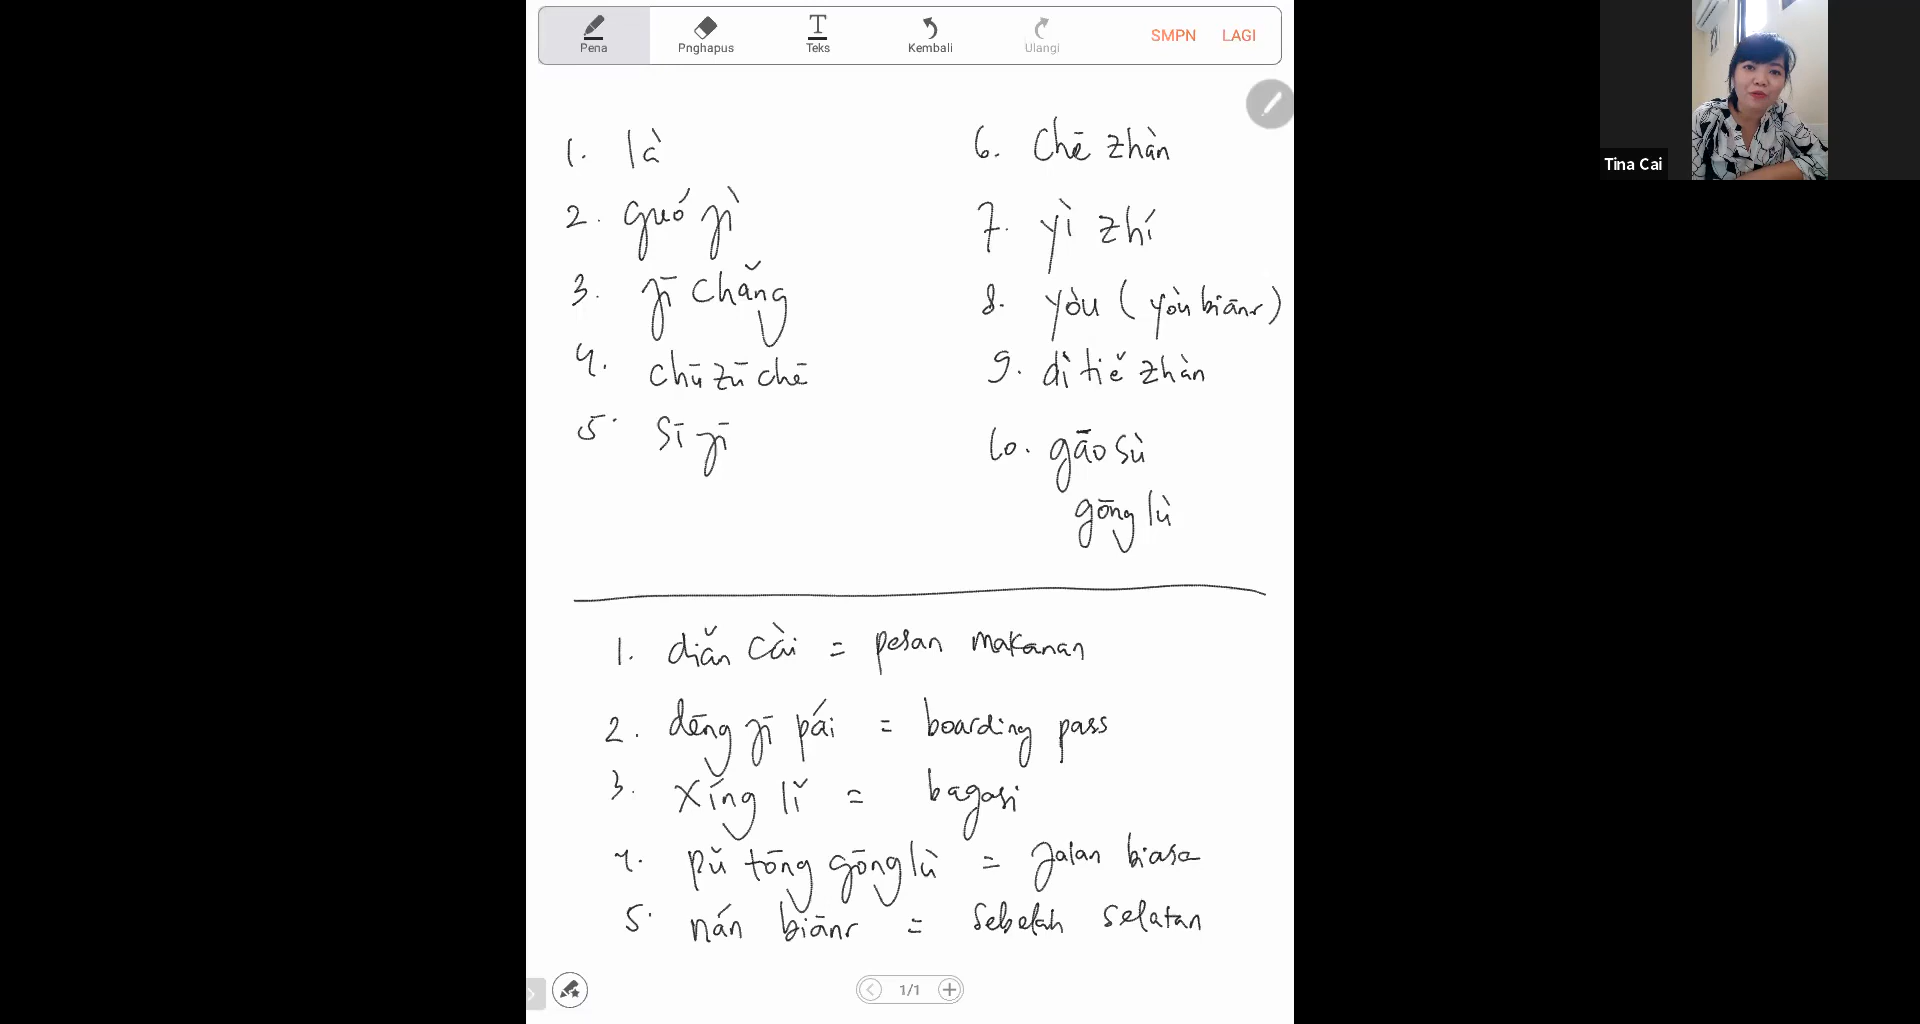 Pena Pnghapus Teks Kembali Ulangi SMPN LAGI
Tina Cai
1. là
2. guó jì
3. jī chǎng
4. chū zū chē
5. sī jī
6. Chē zhàn
7. yì zhí
8. yòu (yòu biānr)
9. dì tiě zhàn
10. gāo sù
gōng lù
1. diǎn cài = pesan makanan
2. dēng jī pái = boarding pass
3. xíng lǐ = bagasi
4. pǔ tōng gōng lù = jalan biasa
5. nán biānr = sebelah selatan
1/1